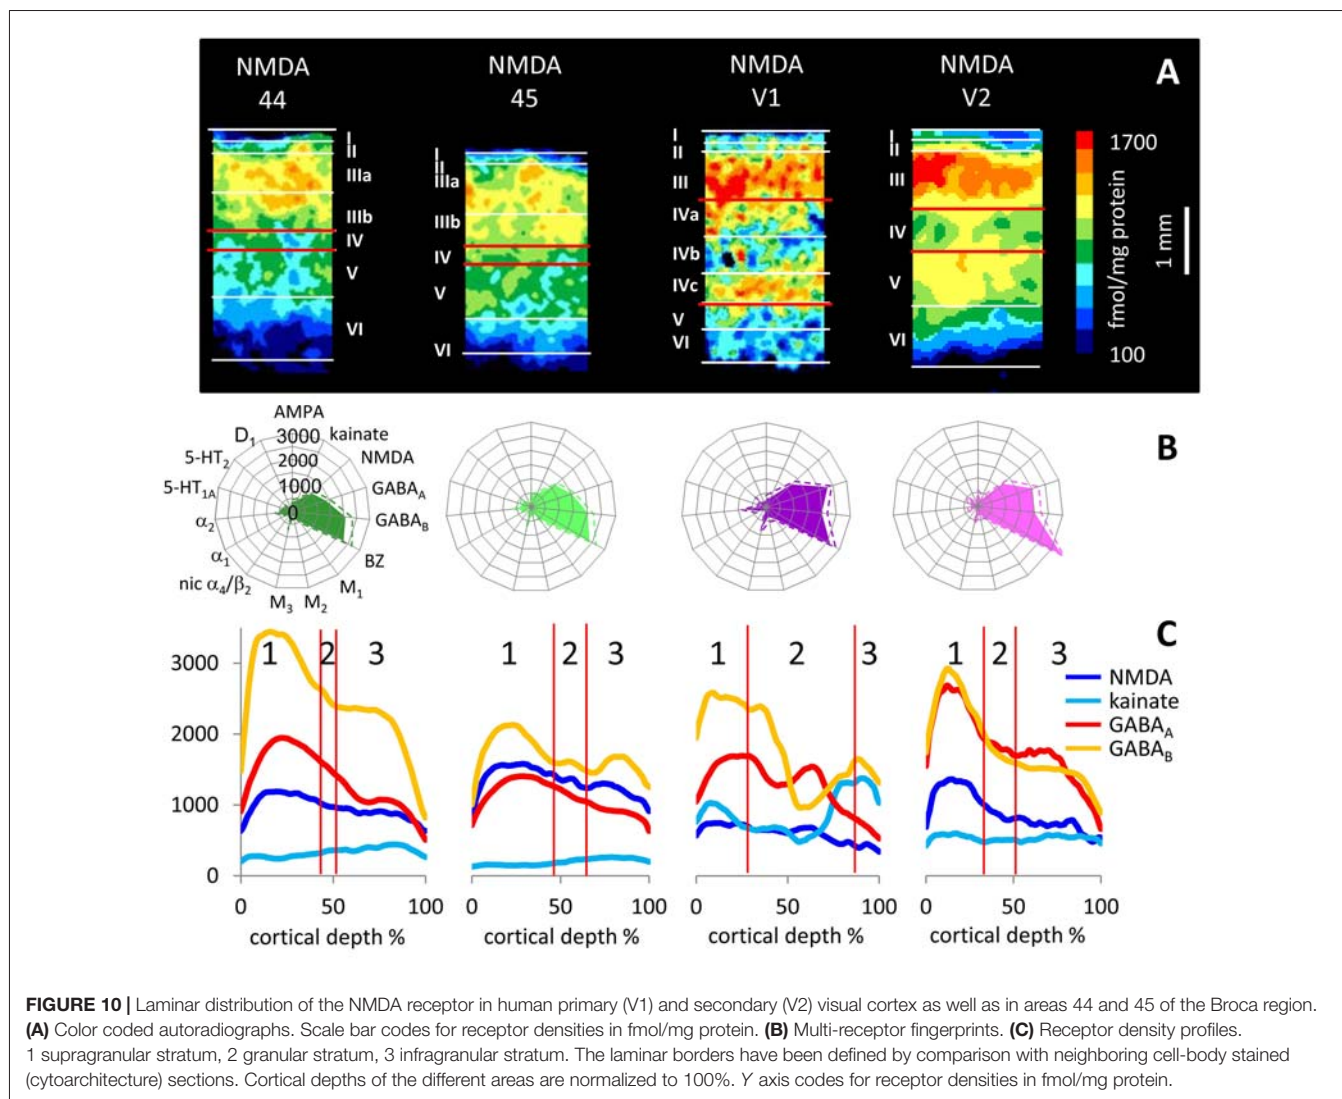 NMDA
44
NMDA
45
NMDA
V1
NMDA
V2
A
I
II
IIIa
IIIb
IV
V
VI
I
II
IIIa
IIIb
IV
V
VI
I
II
III
IVa
IVb
IVc
V
VI
I
II
III
IV
V
VI
1700
fmol/mg protein
100
1 mm
B
AMPA
3000
2000
1000
0
kainate
NMDA
GABA_A
GABA_B
BZ
M₁
M₂
M₃
nic α₄/β₂
α₁
α₂
5-HT₁A
5-HT₂
D₁
C
3000
2000
1000
0
1 2 3
1 2 3
1 2 3
1 2 3
NMDA
kainate
GABA_A
GABA_B
0 50 100
0 50 100
0 50 100
0 50 100
cortical depth %
cortical depth %
cortical depth %
cortical depth %
FIGURE 10 | Laminar distribution of the NMDA receptor in human primary (V1) and secondary (V2) visual cortex as well as in areas 44 and 45 of the Broca region.
(A) Color coded autoradiographs. Scale bar codes for receptor densities in fmol/mg protein. (B) Multi-receptor fingerprints. (C) Receptor density profiles.
1 supragranular stratum, 2 granular stratum, 3 infragranular stratum. The laminar borders have been defined by comparison with neighboring cell-body stained
(cytoarchitecture) sections. Cortical depths of the different areas are normalized to 100%. Y axis codes for receptor densities in fmol/mg protein.